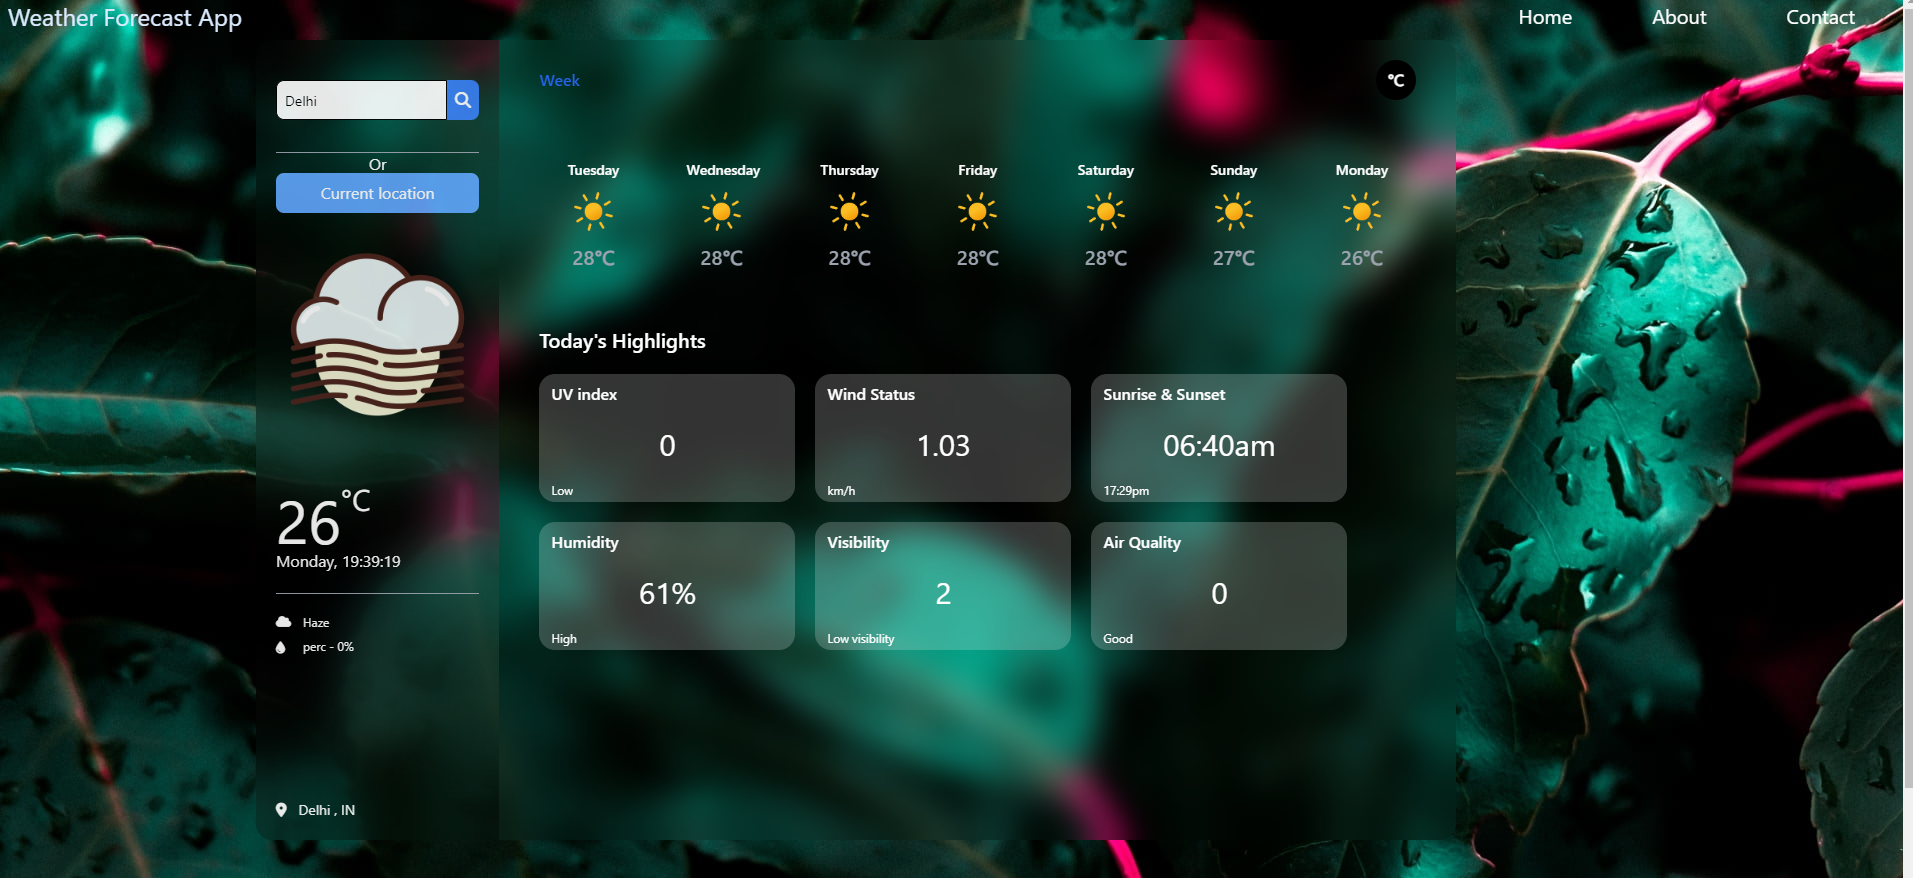 Weather Forecast App
Home About Contact
Delhi
Or
Current location
26°C
Monday, 19:39:19
Haze
perc - 0%
Delhi , IN
Week
°C
Tuesday Wednesday Thursday Friday Saturday Sunday Monday
28°C 28°C 28°C 28°C 28°C 27°C 26°C
Today's Highlights
UV index
0
Low
Wind Status
1.03
km/h
Sunrise & Sunset
06:40am
17:29pm
Humidity
61%
High
Visibility
2
Low visibility
Air Quality
0
Good